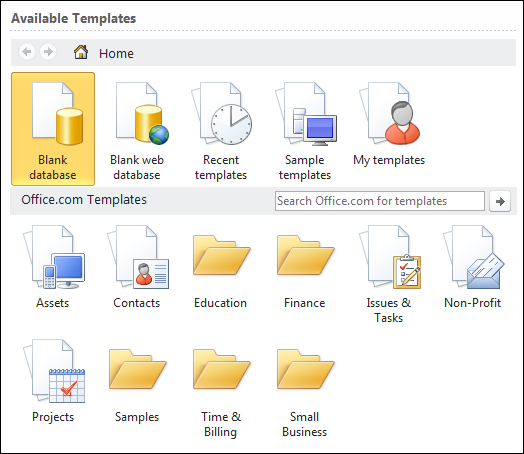 Available Templates
Home
Blank database
Blank web database
Recent templates
Sample templates
My templates
Office.com Templates
Search Office.com for templates
Assets
Contacts
Education
Finance
Issues & Tasks
Non-Profit
Projects
Samples
Time & Billing
Small Business